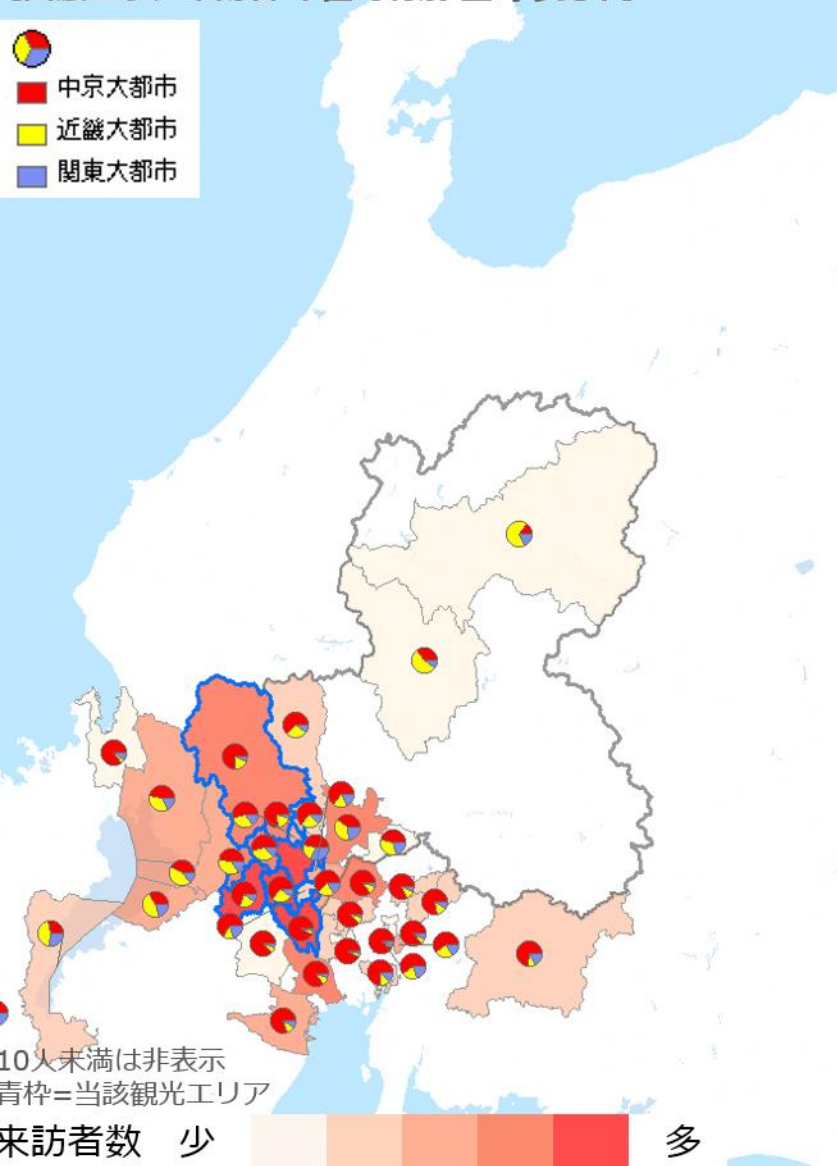 中京大都市
近畿大都市
関東大都市
10人未満は非表示
青枠=当該観光エリア
来訪者数 少 多